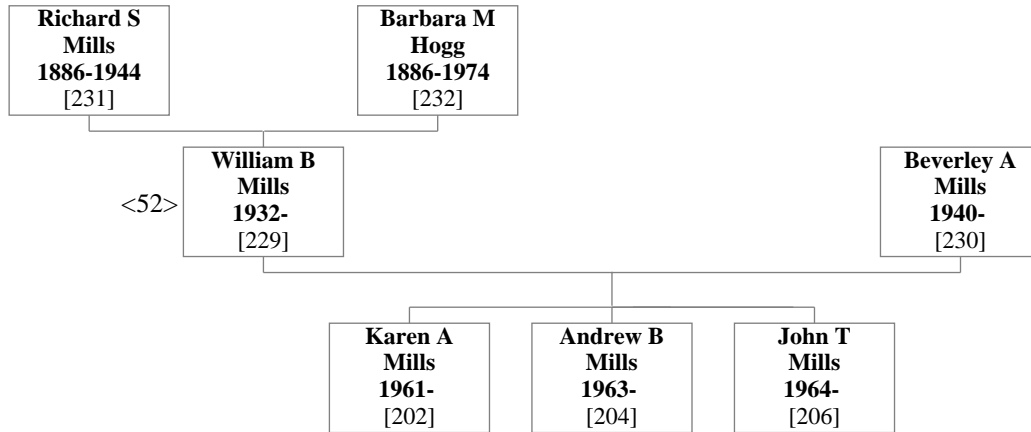 Richard S
Mills
1886-1944
[231]
Barbara M
Hogg
1886-1974
[232]
<52>
William B
Mills
1932-
[229]
Beverley A
Mills
1940-
[230]
Karen A
Mills
1961-
[202]
Andrew B
Mills
1963-
[204]
John T
Mills
1964-
[206]